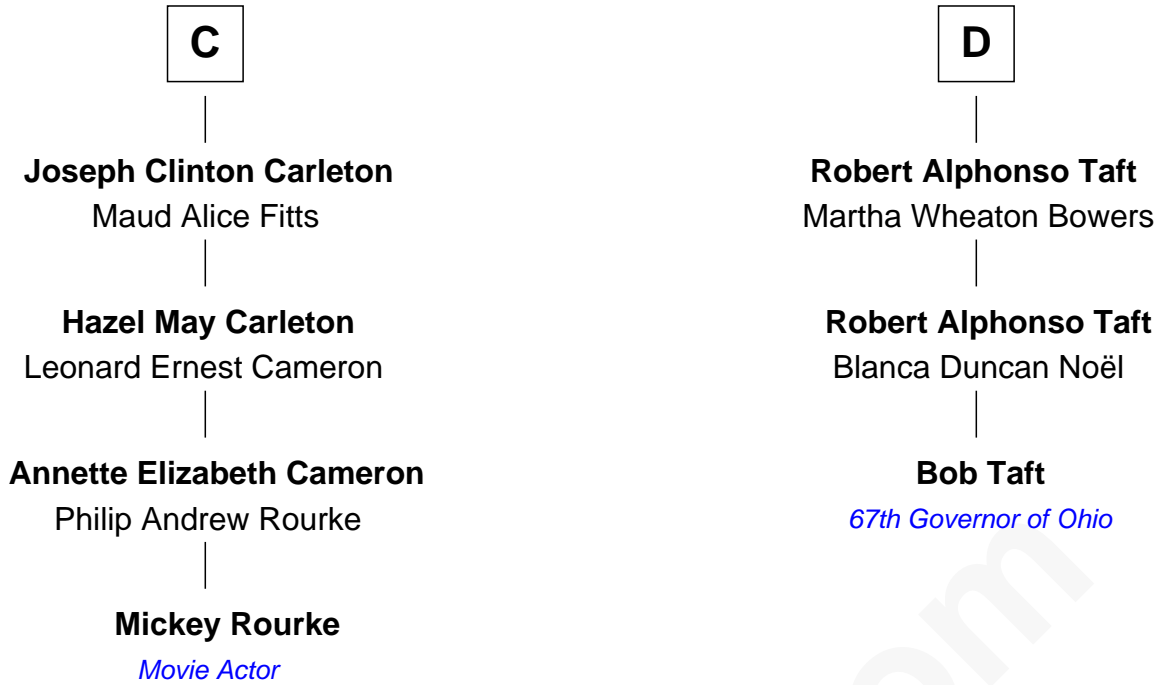 C
Joseph Clinton Carleton
Maud Alice Fitts
Hazel May Carleton
Leonard Ernest Cameron
Annette Elizabeth Cameron
Philip Andrew Rourke
Mickey Rourke
Movie Actor
D
Robert Alphonso Taft
Martha Wheaton Bowers
Robert Alphonso Taft
Blanca Duncan Noël
Bob Taft
67th Governor of Ohio
om